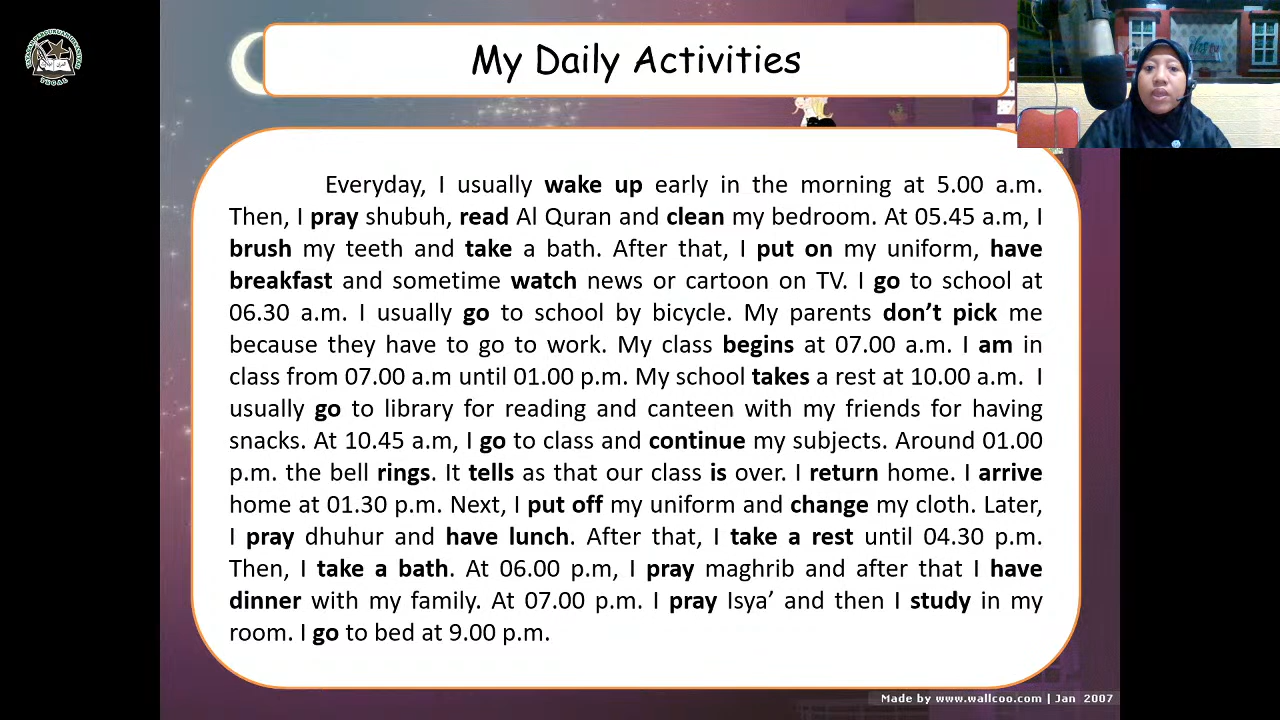 My Daily Activities
Everyday, I usually wake up early in the morning at 5.00 a.m.
Then, I pray shubuh, read Al Quran and clean my bedroom. At 05.45 a.m, I
brush my teeth and take a bath. After that, I put on my uniform, have
breakfast and sometime watch news or cartoon on TV. I go to school at
06.30 a.m. I usually go to school by bicycle. My parents don’t pick me
because they have to go to work. My class begins at 07.00 a.m. I am in
class from 07.00 a.m until 01.00 p.m. My school takes a rest at 10.00 a.m. I
usually go to library for reading and canteen with my friends for having
snacks. At 10.45 a.m, I go to class and continue my subjects. Around 01.00
p.m. the bell rings. It tells as that our class is over. I return home. I arrive
home at 01.30 p.m. Next, I put off my uniform and change my cloth. Later,
I pray dhuhur and have lunch. After that, I take a rest until 04.30 p.m.
Then, I take a bath. At 06.00 p.m, I pray maghrib and after that I have
dinner with my family. At 07.00 p.m. I pray Isya’ and then I study in my
room. I go to bed at 9.00 p.m.
Made by www.wallcoo.com | Jan 2007